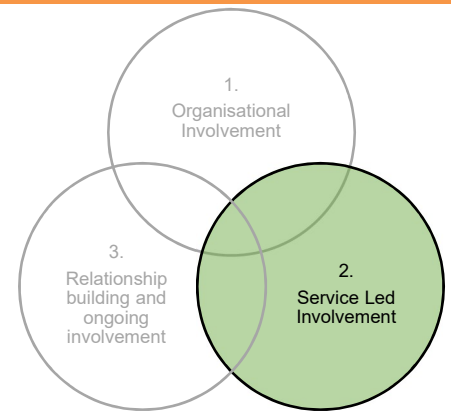 1.
Organisational
Involvement
3.
Relationship
building and
ongoing
involvement
2.
Service Led
Involvement